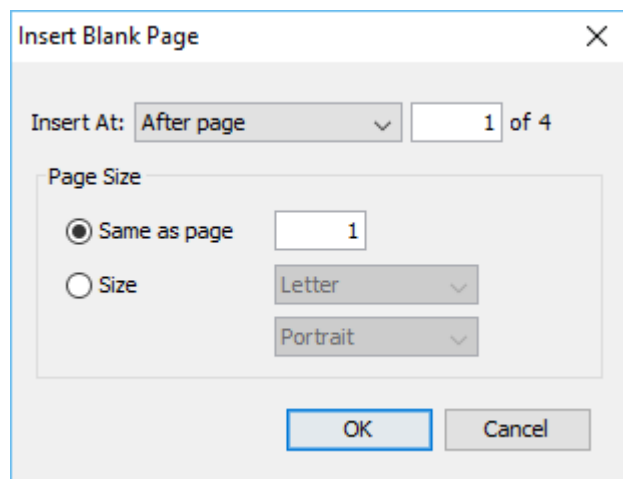 Insert Blank Page
Insert At: After page 1 of 4
Page Size
Same as page 1
Size Letter
Portrait
OK Cancel